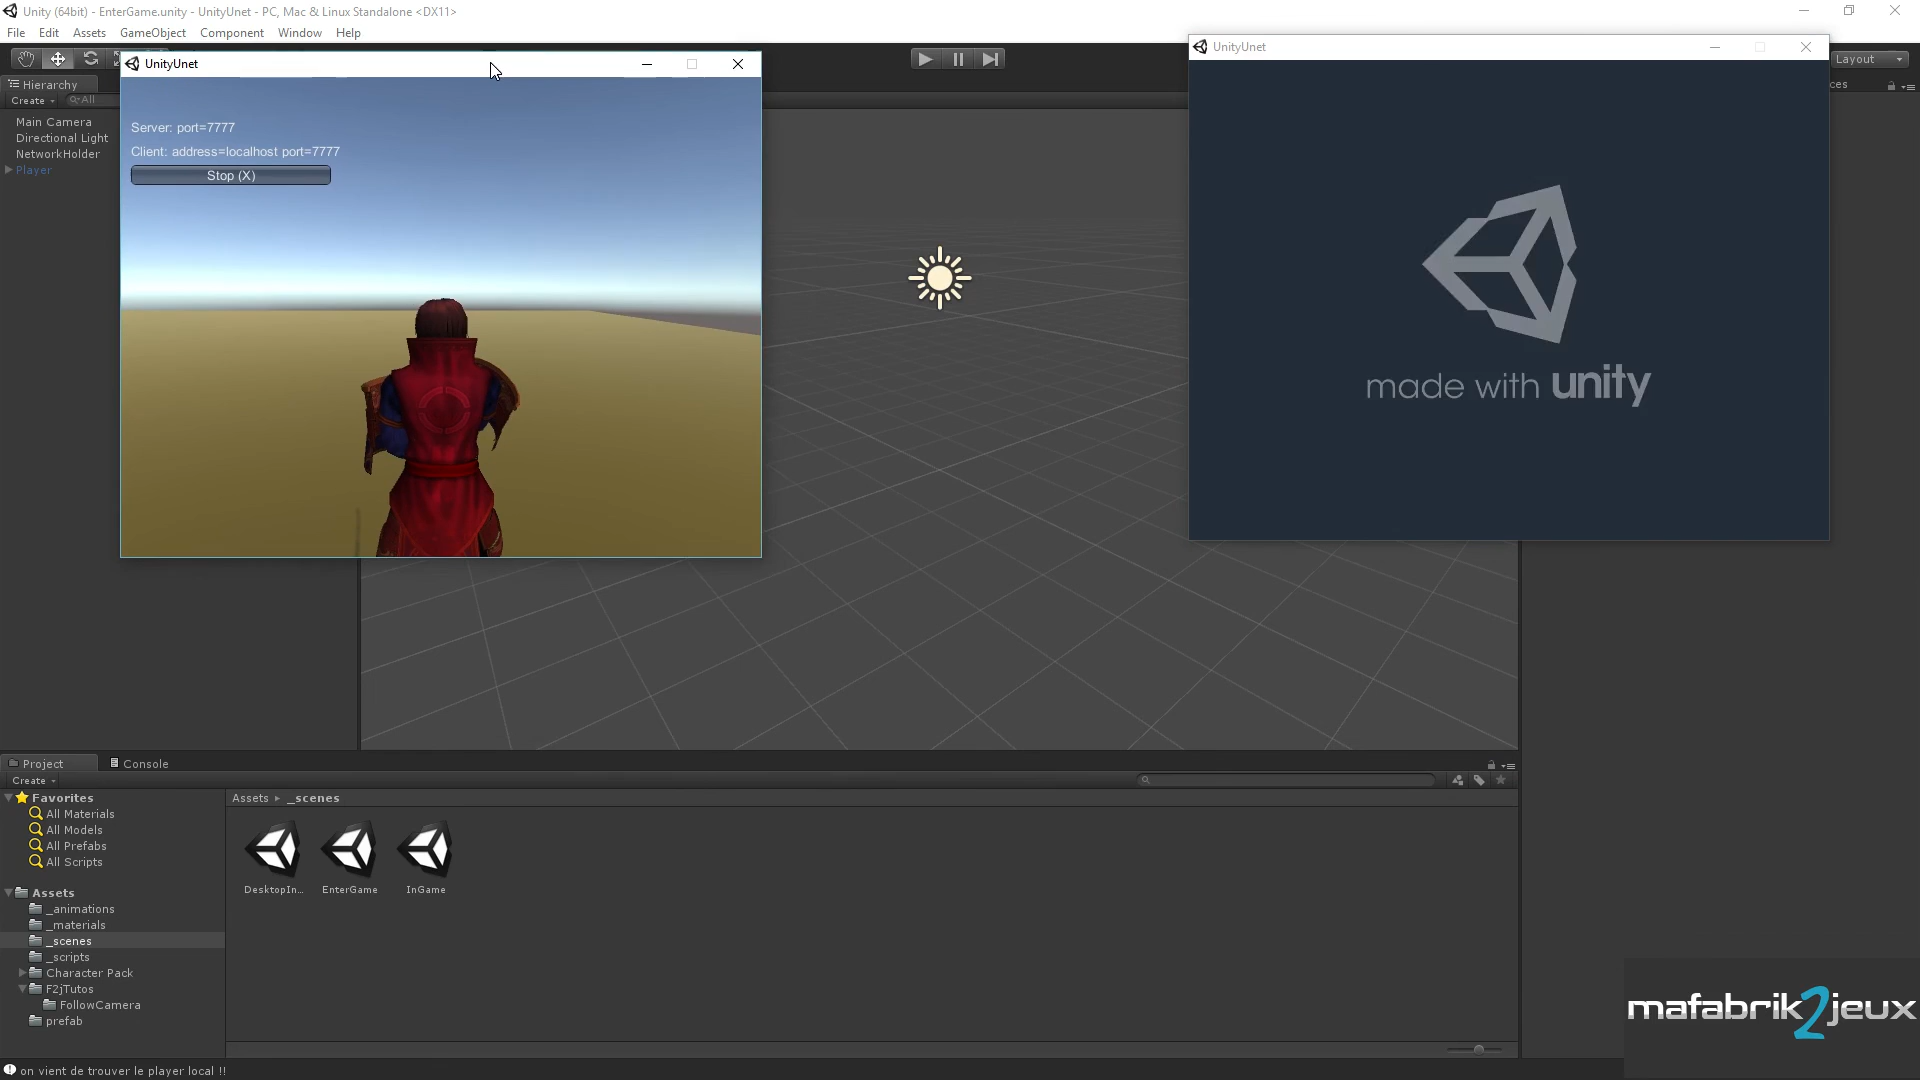 Unity (64bit) - EnterGame.unity - UnityUnet - PC, Mac & Linux Standalone <DX11>
File Edit Assets GameObject Component Window Help
UnityUnet
UnityUnet
Layout
Hierarchy
Create All
Main Camera
Directional Light
NetworkHolder
Player
Server: port=7777
Client: address=localhost port=7777
Stop (X)
made with unity
ces
Project Console
Create
Favorites
All Materials
All Models
All Prefabs
All Scripts
Assets
_animations
_materials
_scenes
_scripts
Character Pack
F2jTutos
FollowCamera
prefab
Assets _scenes
DesktopIn...
EnterGame
InGame
mafabrik2jeux
on vient de trouver le player local !!